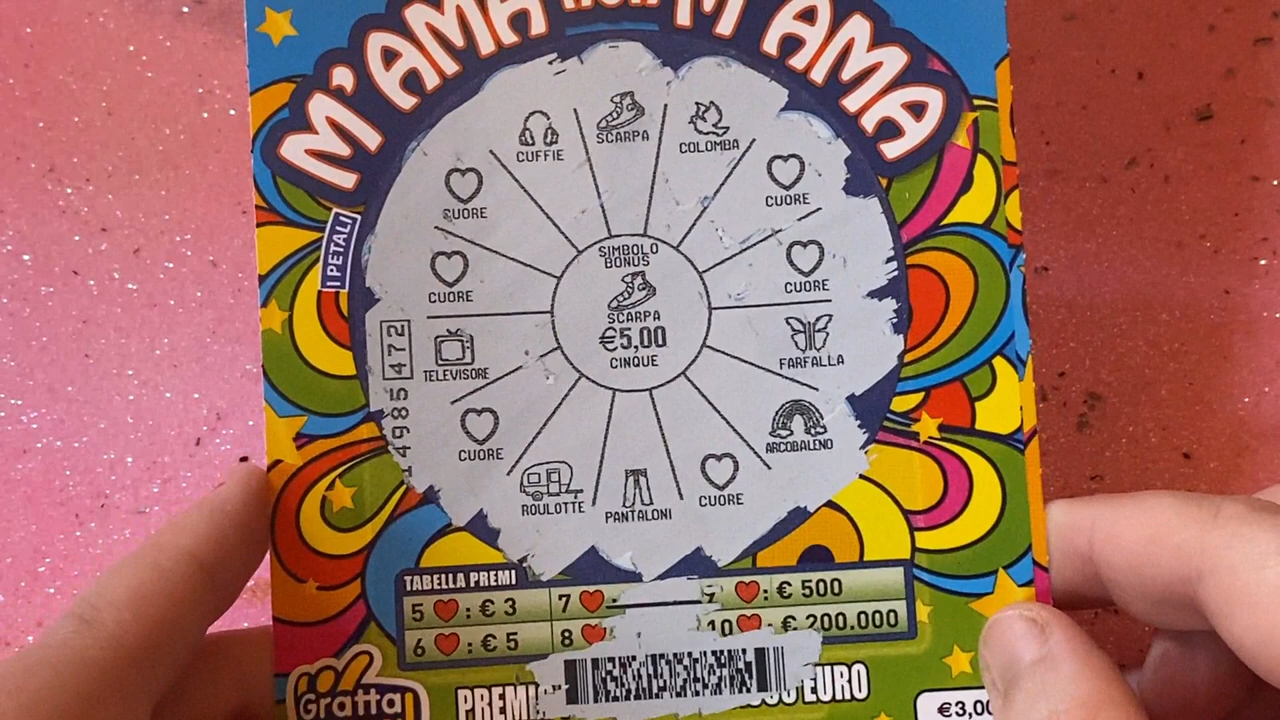 M'AMA NON M'AMA
I PETALI
CUFFIE
SCARPA
COLOMBA
CUORE
CUORE
CUORE
CUORE
SIMBOLO
BONUS
SCARPA
€5,00
CINQUE
TELEVISORE
FARFALLA
CUORE
ARCOBALENO
ROULOTTE
PANTALONI
CUORE
14985 472
TABELLA PREMI
5 : € 3
7 :
: € 500
6 : € 5
8
10 : € 200.000
EURO
Gratta
€3,00